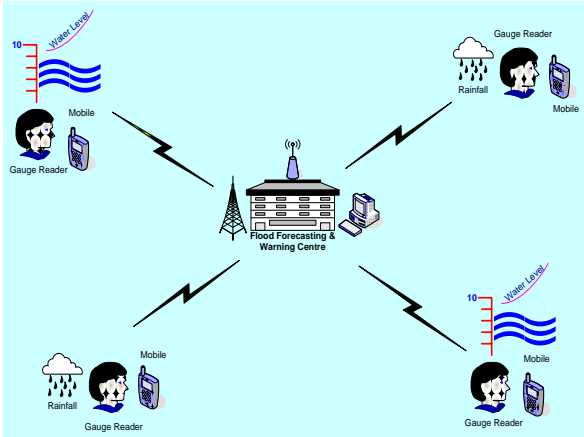 Water Level
10
Mobile
Gauge Reader
Gauge Reader
Rainfall
Mobile
Flood Forecasting &
Warning Centre
Water Level
10
Mobile
Gauge Reader
Mobile
Rainfall
Gauge Reader